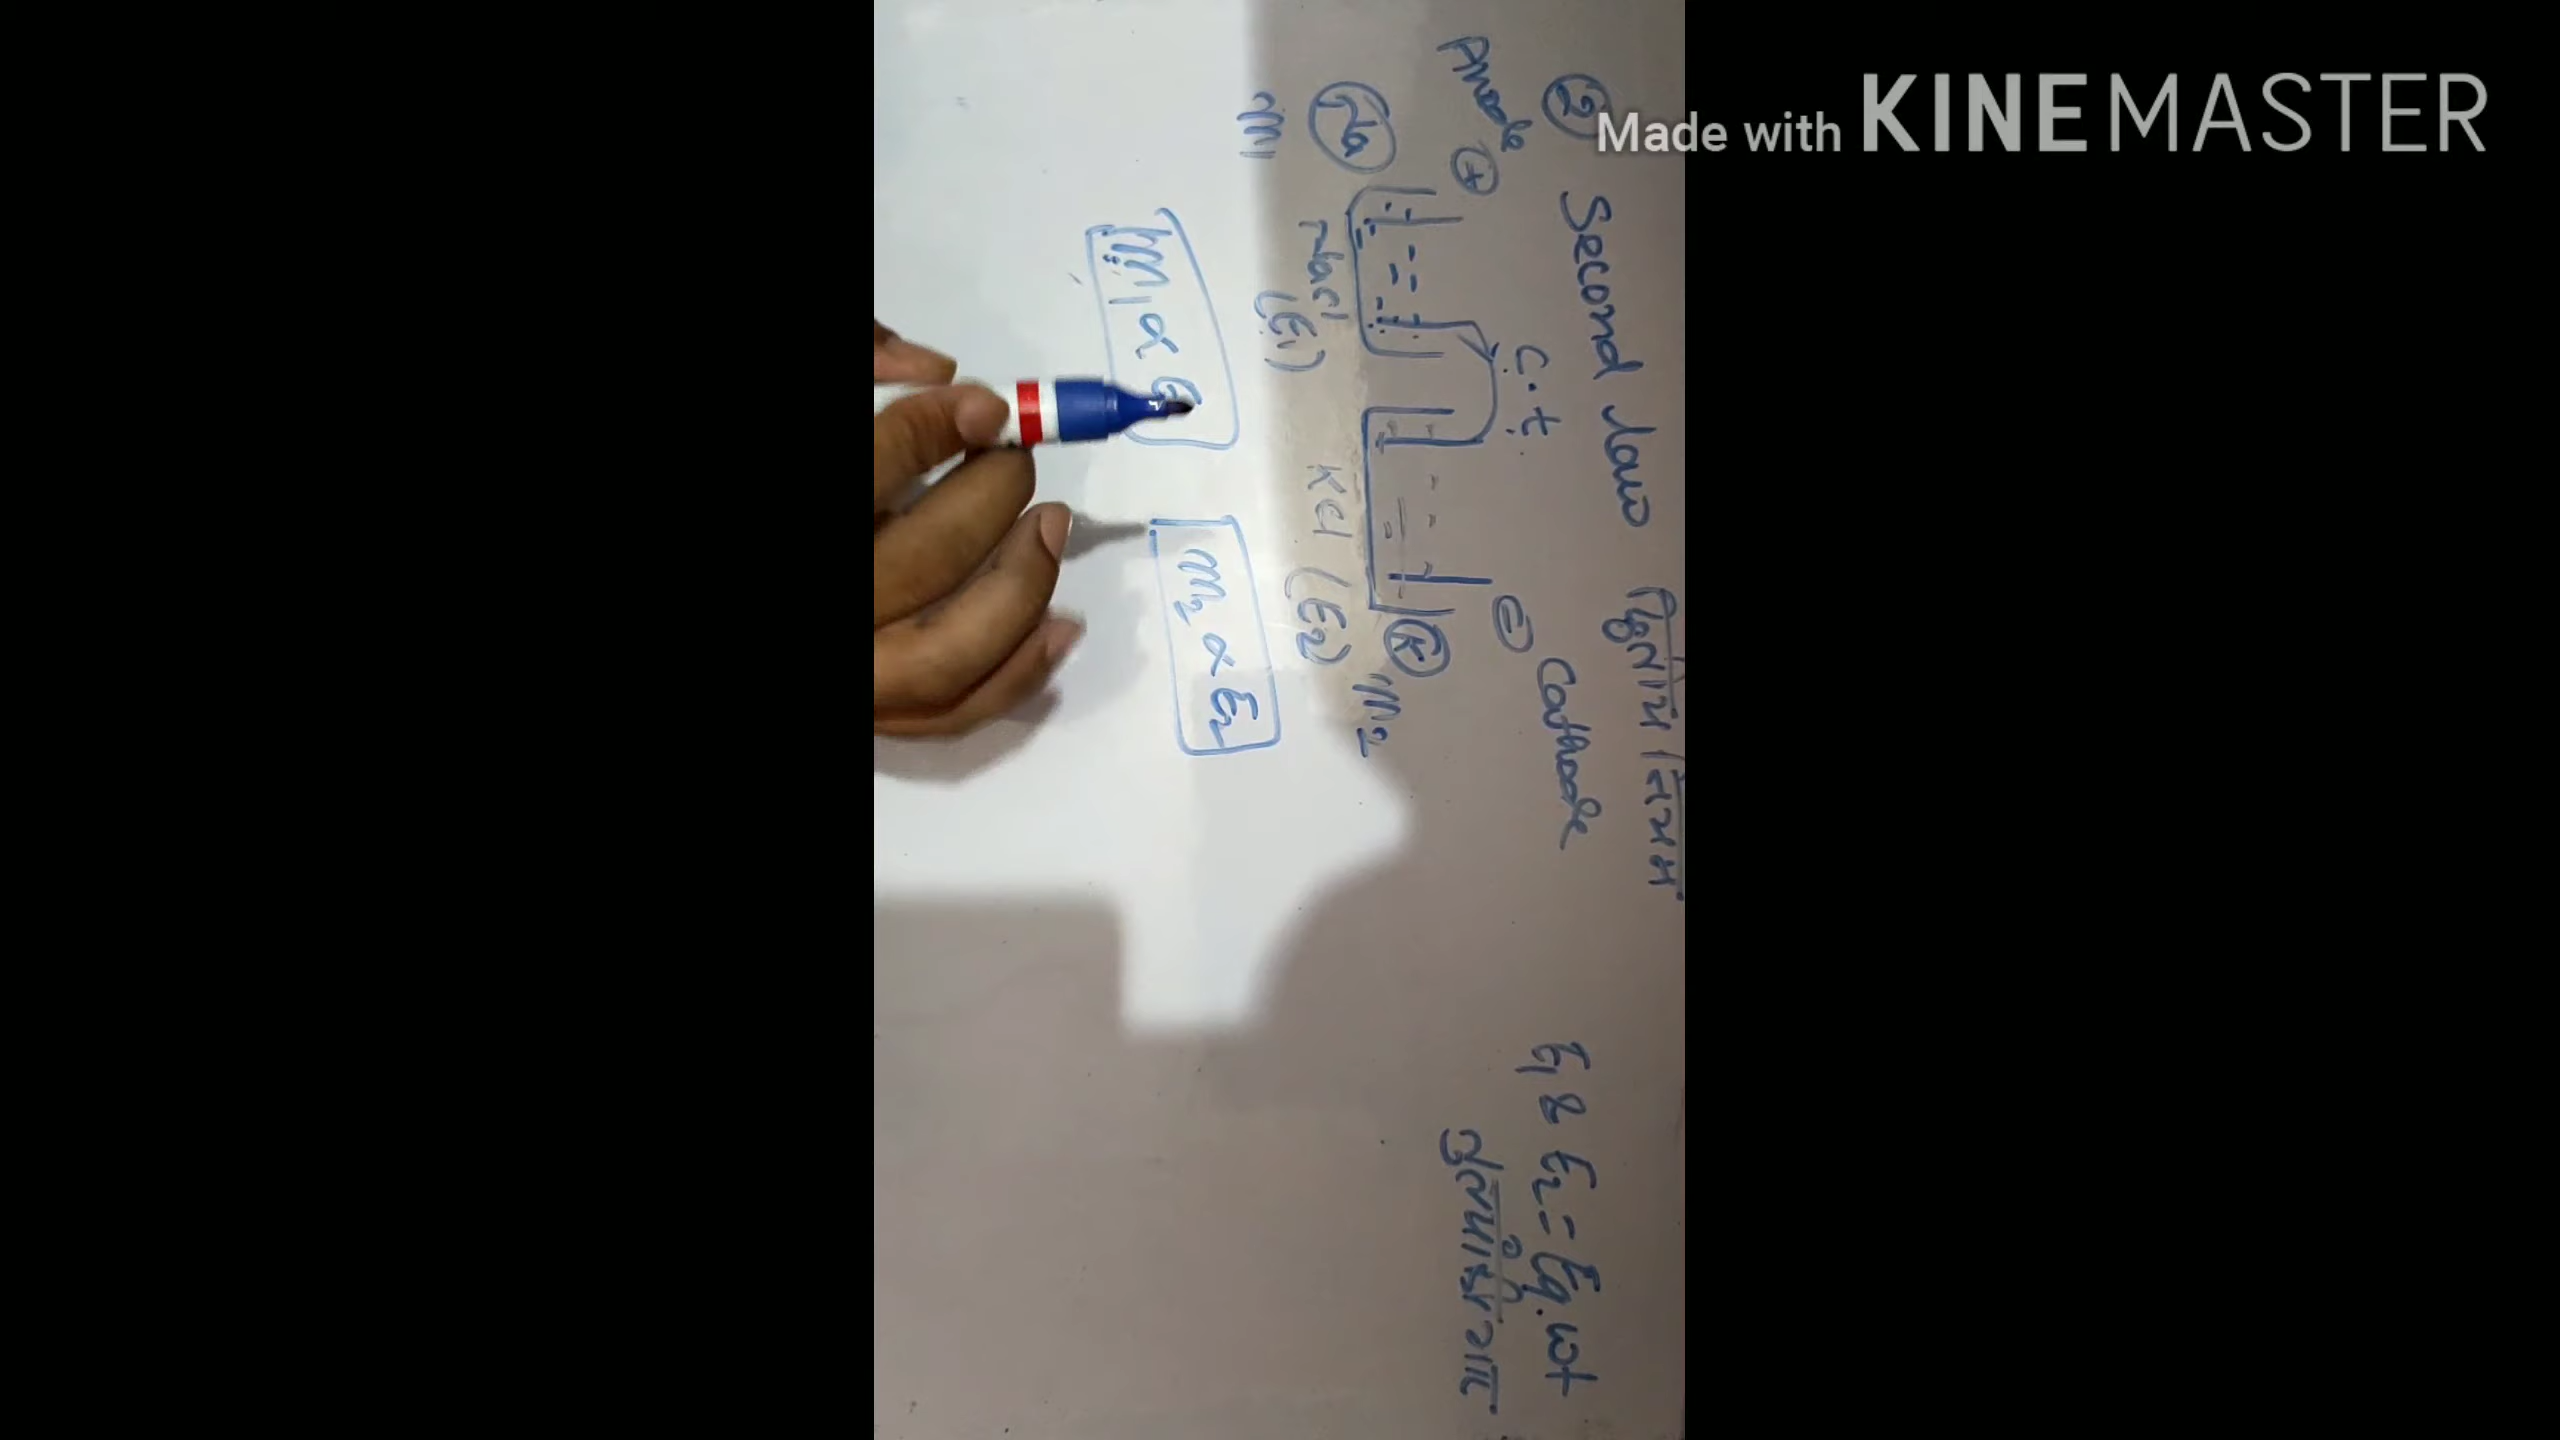 Made with KINEMASTER
② Second law द्वितीय नियम
Anode ⊕ C.t ⊖ Cathode
Na K
NaCl KCl
m1 (E1) (E2) m2
m1 α E
m2 α E2
E1 & E2 = Eq.wt
तुल्यांकी भार